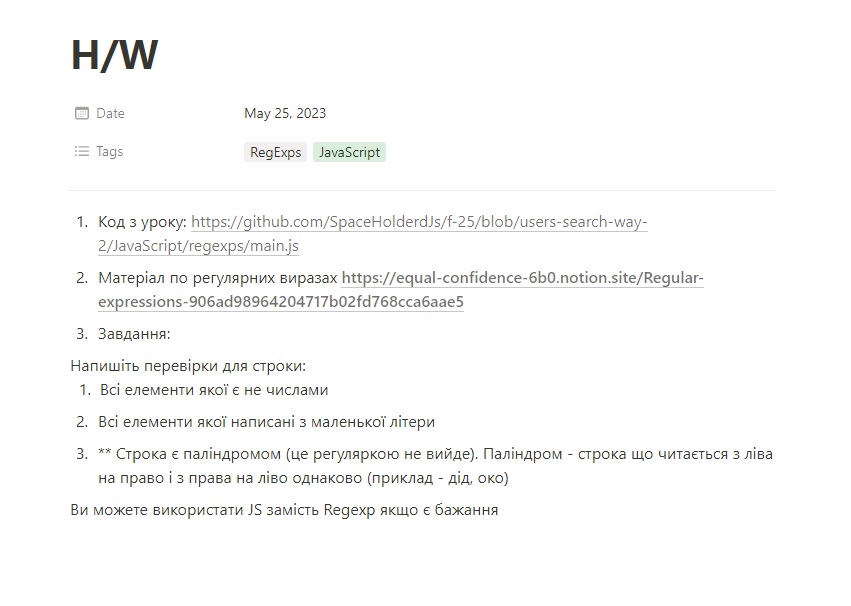 H/W
Date May 25, 2023
Tags RegExps JavaScript
1. Код з уроку: https://github.com/SpaceHolderdJs/f-25/blob/users-search-way-
2/JavaScript/regexps/main.js
2. Матеріал по регулярних виразах https://equal-confidence-6b0.notion.site/Regular-
expressions-906ad98964204717b02fd768cca6aae5
3. Завдання:
Напишіть перевірки для строки:
1. Всі елементи якої є не числами
2. Всі елементи якої написані з маленької літери
3. ** Строка є паліндромом (це регуляркою не вийде). Паліндром - строка що читається з ліва
на право і з права на ліво однаково (приклад - дід, око)
Ви можете використати JS замість Regexp якщо є бажання